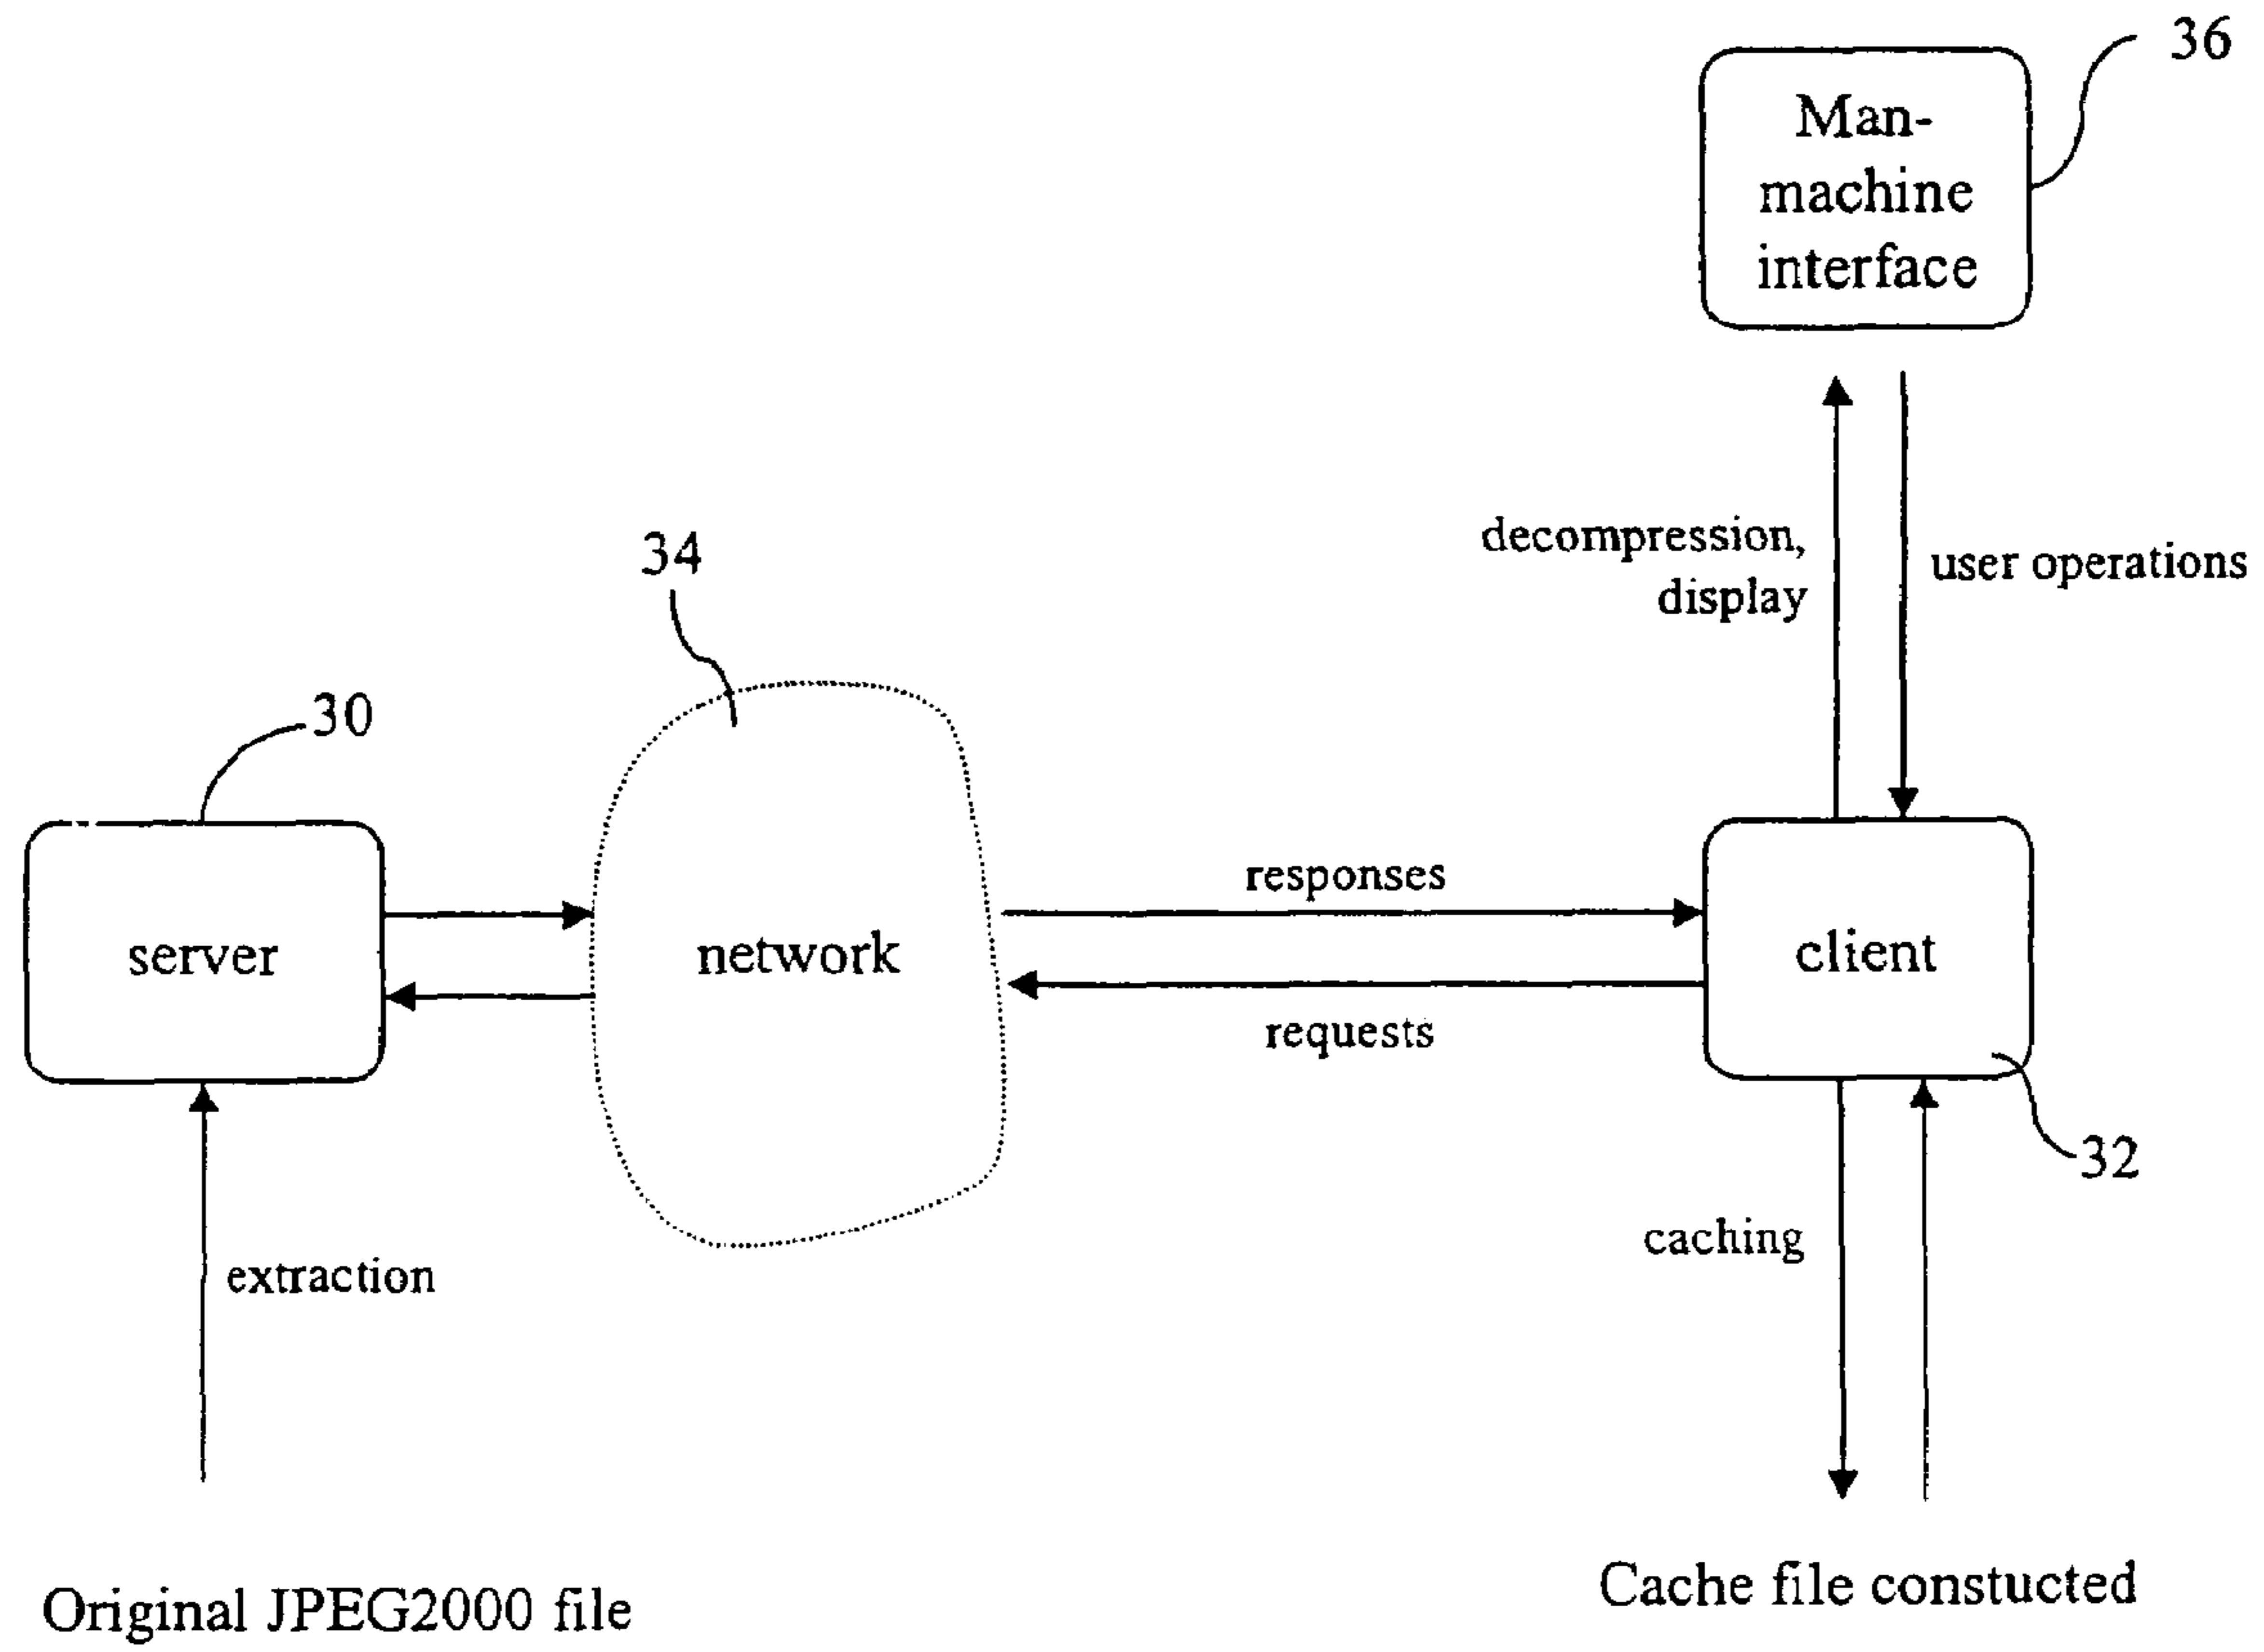 36
Man-
machine
interface
decompression,
display
user operations
34
30
server
network
responses
requests
client
32
extraction
caching
Original JPEG2000 file
Cache file constucted